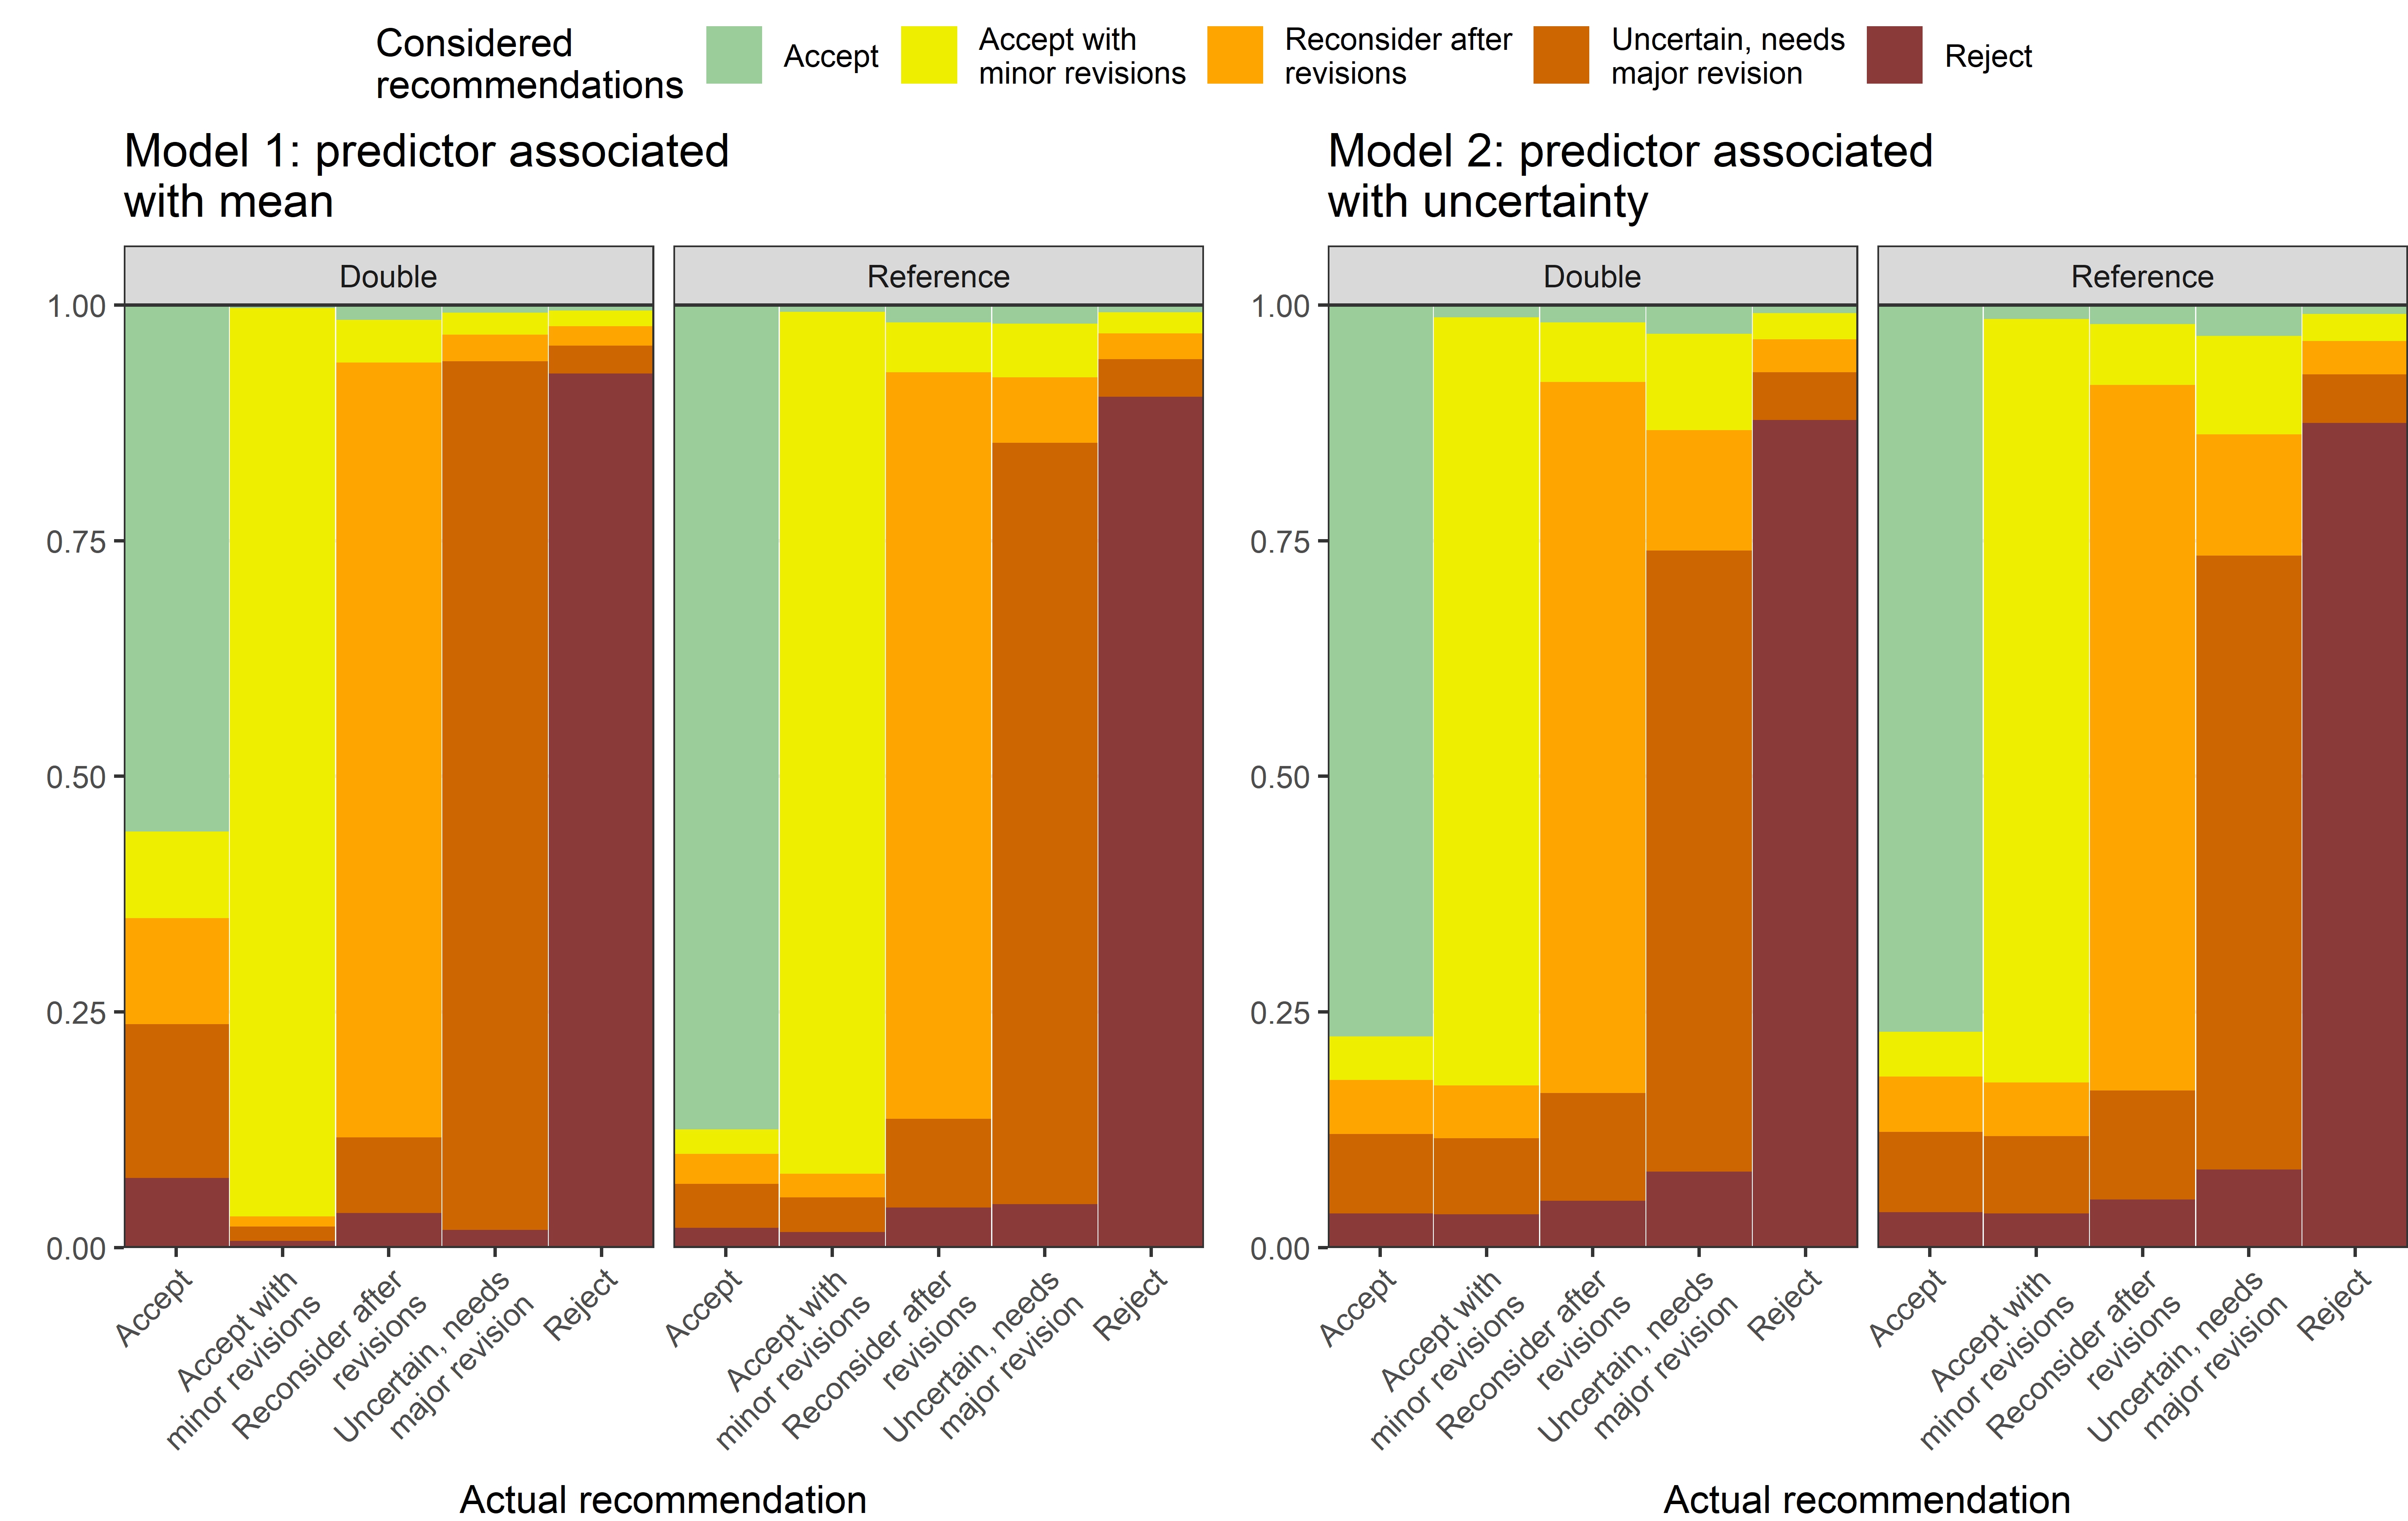 Considered
recommendations
Accept
Accept with
minor revisions
Reconsider after
revisions
Uncertain, needs
major revision
Reject
Model 1: predictor associated
with mean
Double
Reference
1.00
0.75
0.50
0.25
0.00
Accept
Accept with
minor revisions
Reconsider after
revisions
Uncertain, needs
major revision
Reject
Accept
Accept with
minor revisions
Reconsider after
revisions
Uncertain, needs
major revision
Reject
Actual recommendation
Model 2: predictor associated
with uncertainty
Double
Reference
1.00
0.75
0.50
0.25
0.00
Accept
Accept with
minor revisions
Reconsider after
revisions
Uncertain, needs
major revision
Reject
Accept
Accept with
minor revisions
Reconsider after
revisions
Uncertain, needs
major revision
Reject
Actual recommendation